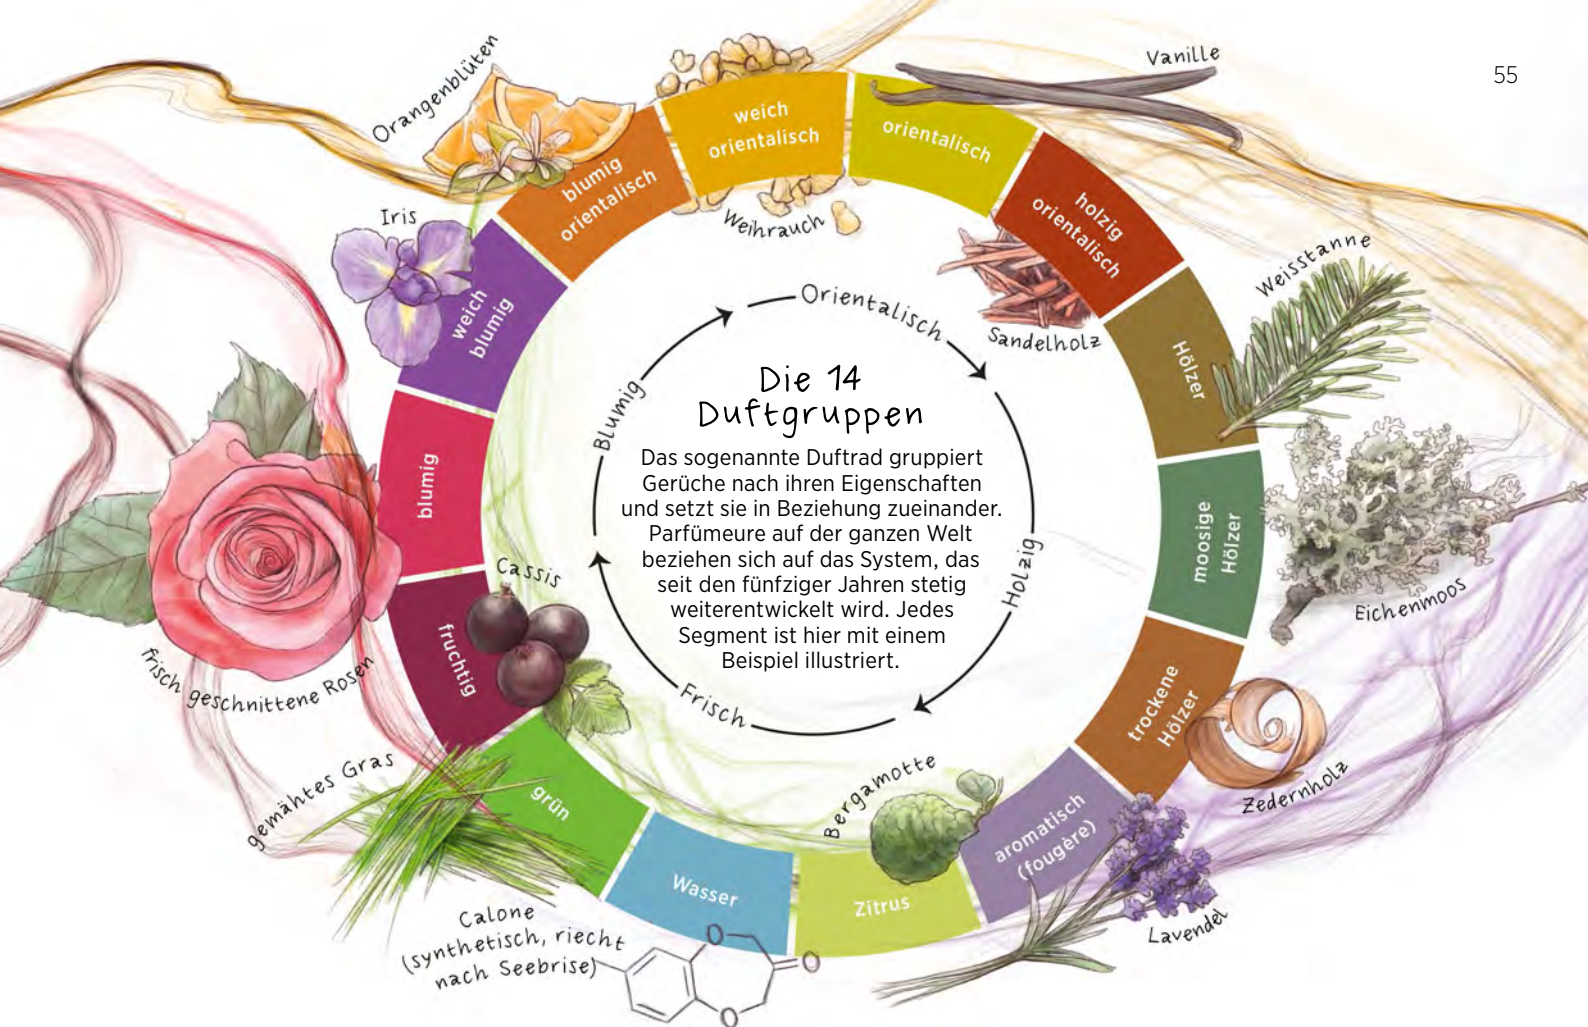 55
Orangenblüten
weich
orientalisch
orientalisch
Vanille
blumig
orientalisch
Weihrauch
holzig
orientalisch
Iris
Weisstanne
weich
blumig
Orientalisch
Sandelholz
Hölzer
Die 14
Duftgruppen
Blumig
Das sogenannte Duftrad gruppiert
Gerüche nach ihren Eigenschaften
und setzt sie in Beziehung zueinander.
Parfümeure auf der ganzen Welt
beziehen sich auf das System, das
seit den fünfziger Jahren stetig
weiterentwickelt wird. Jedes
Segment ist hier mit einem
Beispiel illustriert.
Holzig
Frisch
blumig
moosige
Hölzer
Eichenmoos
Cassis
fruchtig
frisch geschnittene Rosen
trockene
Hölzer
Zedernholz
gemähtes Gras
grün
Bergamotte
aromatisch
(fougère)
Lavendel
Wasser
Zitrus
Calone
(synthetisch, riecht
nach Seebrise)
O
O
O